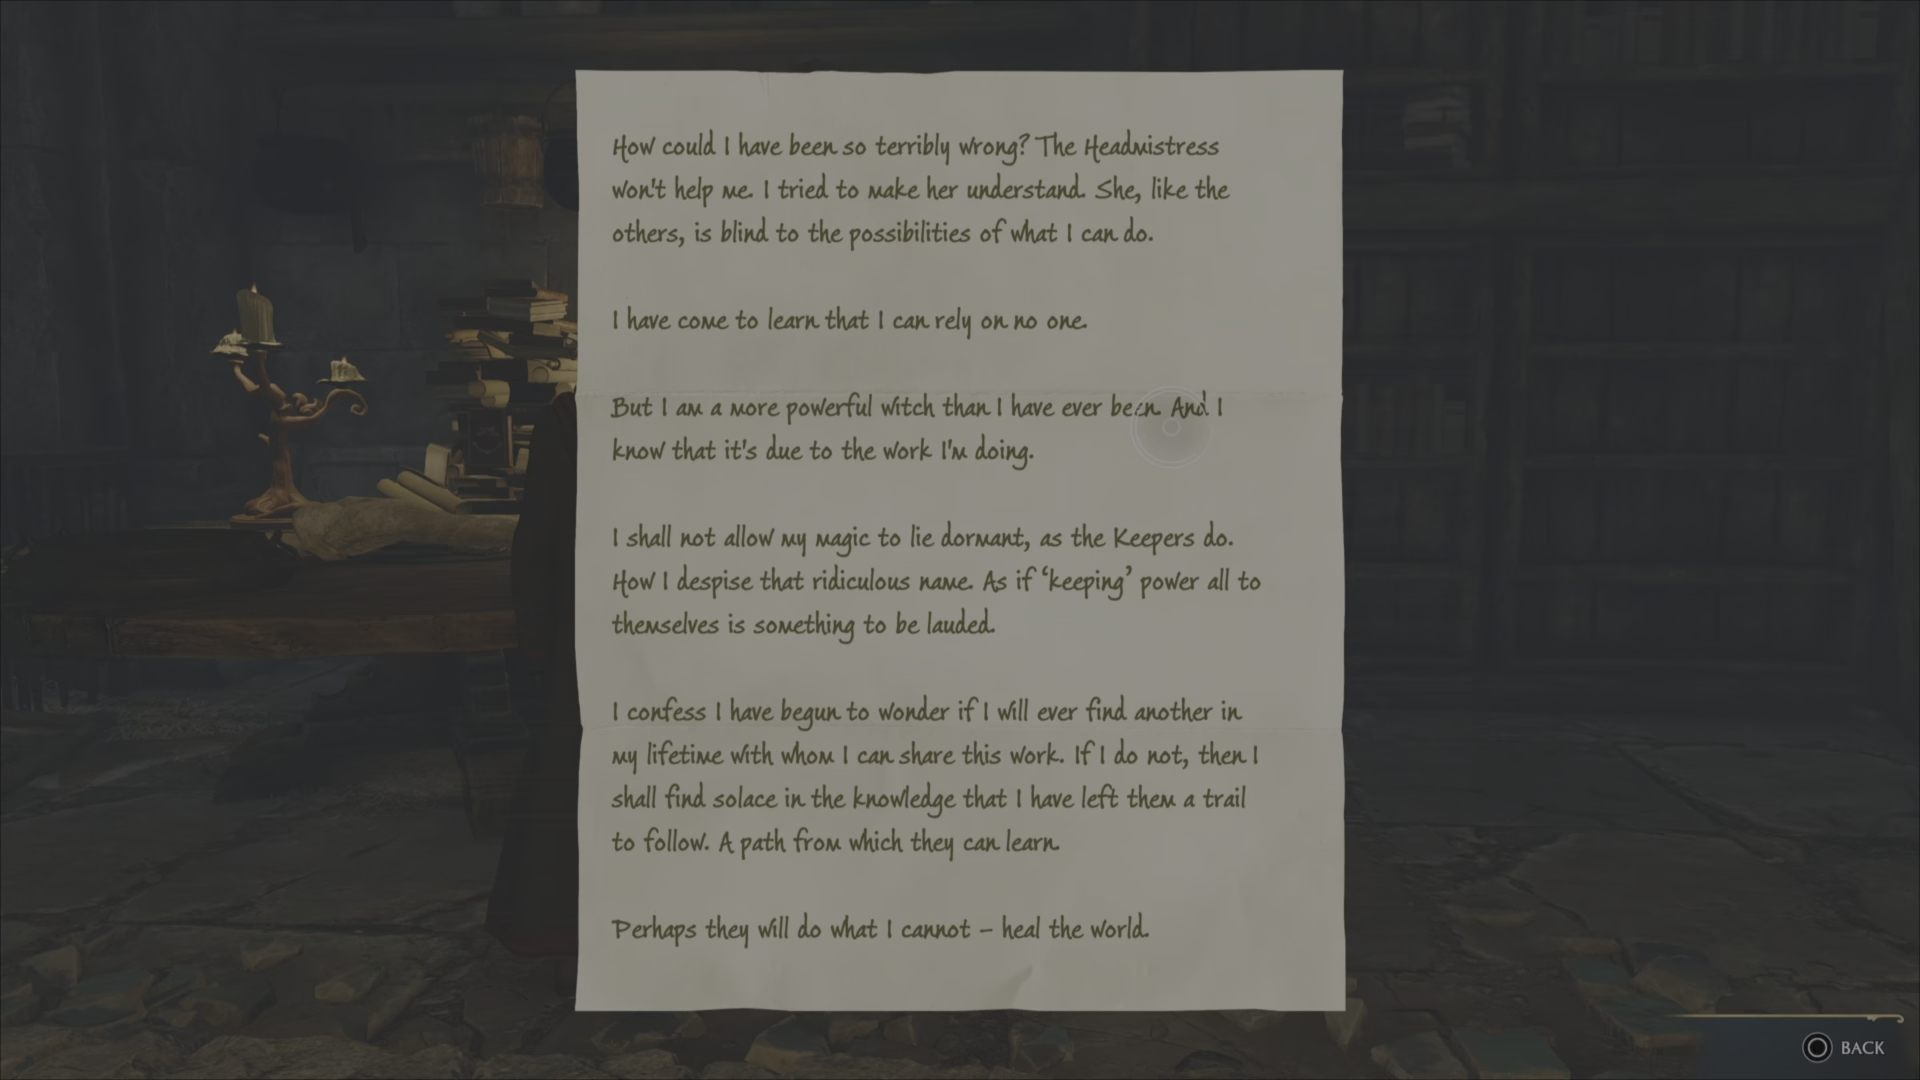 How could I have been so terribly wrong? The Headmistress
won't help me. I tried to make her understand. She, like the
others, is blind to the possibilities of what I can do.
I have come to learn that I can rely on no one.
But I am a more powerful witch than I have ever been. And I
know that it's due to the work I'm doing.
I shall not allow my magic to lie dormant, as the Keepers do.
How I despise that ridiculous name. As if ‘keeping’ power all to
themselves is something to be lauded.
I confess I have begun to wonder if I will ever find another in
my lifetime with whom I can share this work. If I do not, then I
shall find solace in the knowledge that I have left them a trail
to follow. A path from which they can learn.
Perhaps they will do what I cannot – heal the world.
BACK